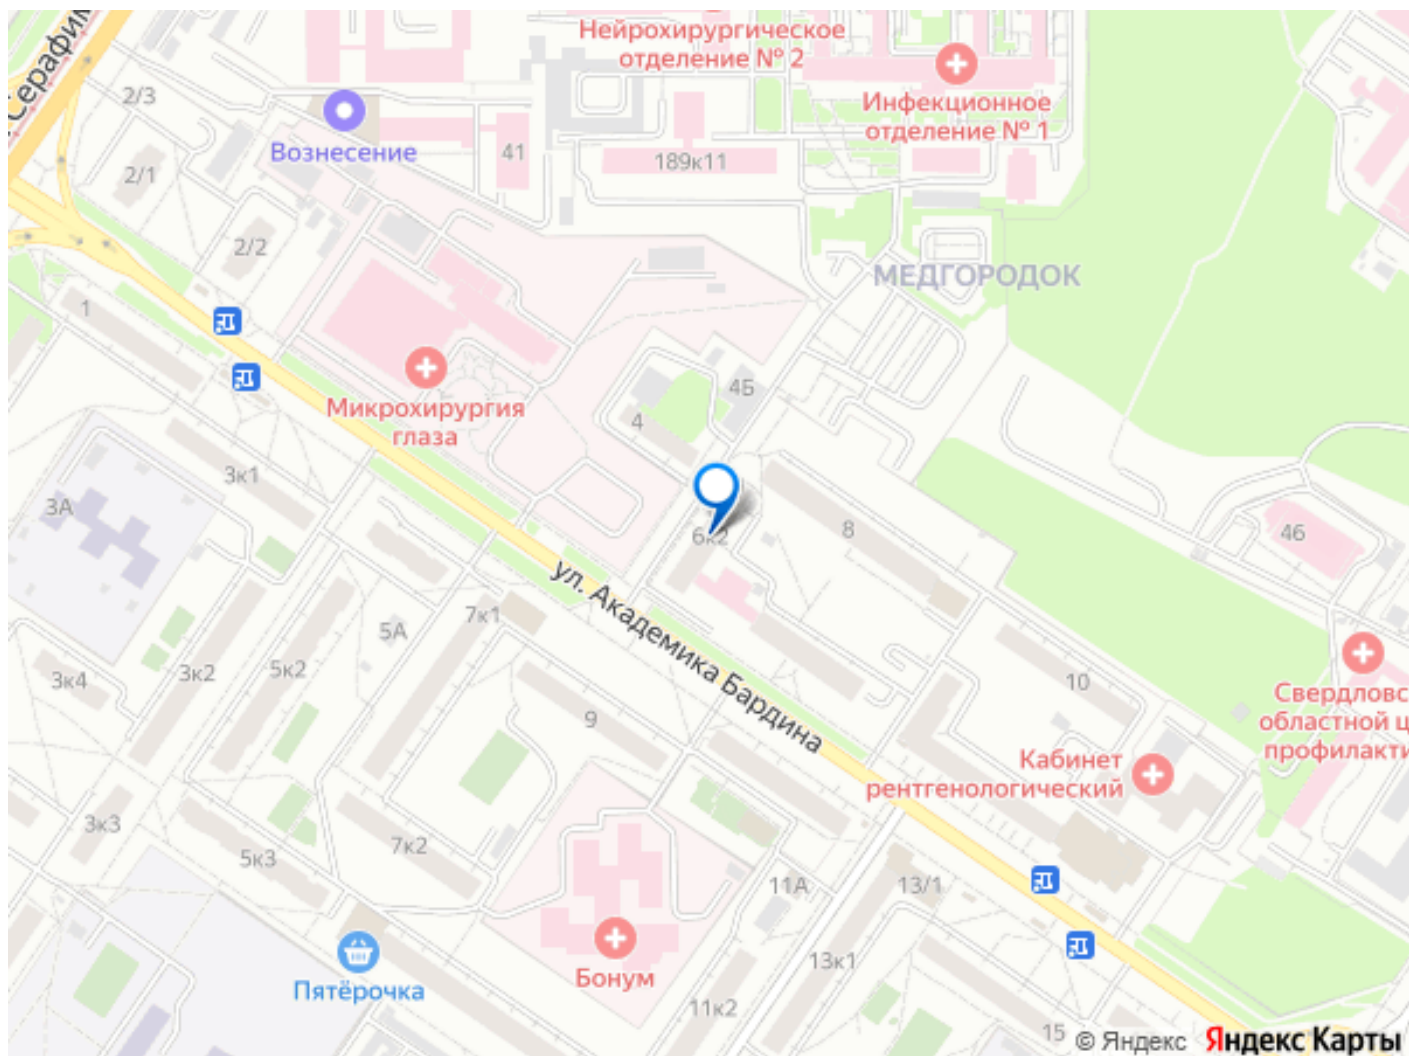 Нейрохирургическое
отделение № 2
Серафим
2/3
Инфекционное
отделение № 1
Вознесение
41
189к11
2/1
2/2
МЕДГОРОДОК
1
4Б
Микрохирургия
глаза
4
3к1
3А
8
46
6к2
ул. Академика Бардина
7к1
5А
3к4
3к2
5к2
10
9
Свердловс
областной ц
профилакти
Кабинет
рентгенологический
3к3
5к3
7к2
11А
13/1
Бонум
Пятёрочка
13к1
11к2
15
© Яндекс
Яндекс Карты